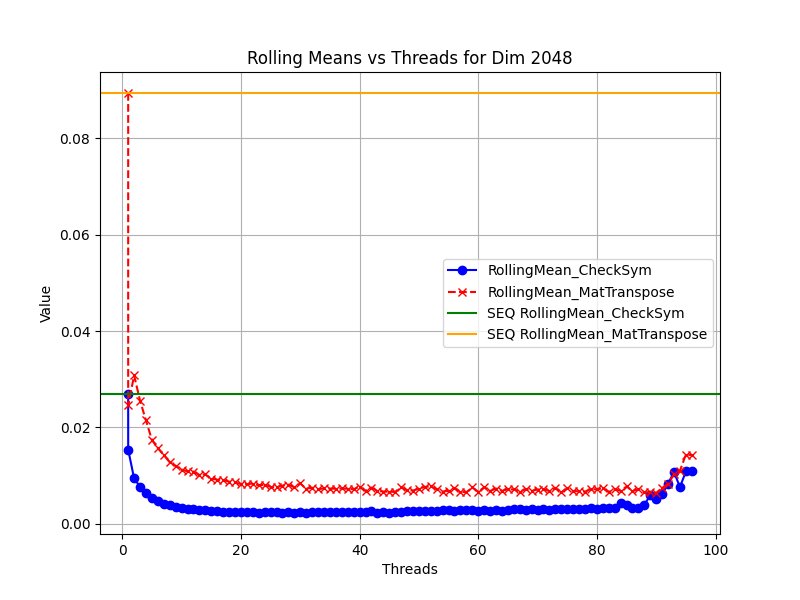 Rolling Means vs Threads for Dim 2048
Value
0.08
0.06
0.04
0.02
0.00
RollingMean_CheckSym
RollingMean_MatTranspose
SEQ RollingMean_CheckSym
SEQ RollingMean_MatTranspose
0 20 40 60 80 100
Threads